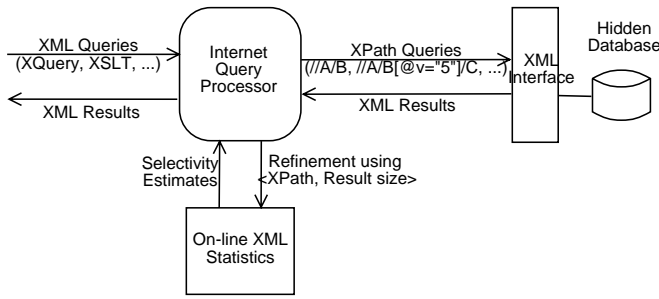 XML Queries
(XQuery, XSLT, ...)
XML Results
Internet
Query
Processor
XPath Queries
(//A/B, //A/B[@v="5"]/C, ...)
XML Results
XML
Interface
Hidden
Database
Selectivity
Estimates
Refinement using
<XPath, Result size>
On-line XML
Statistics